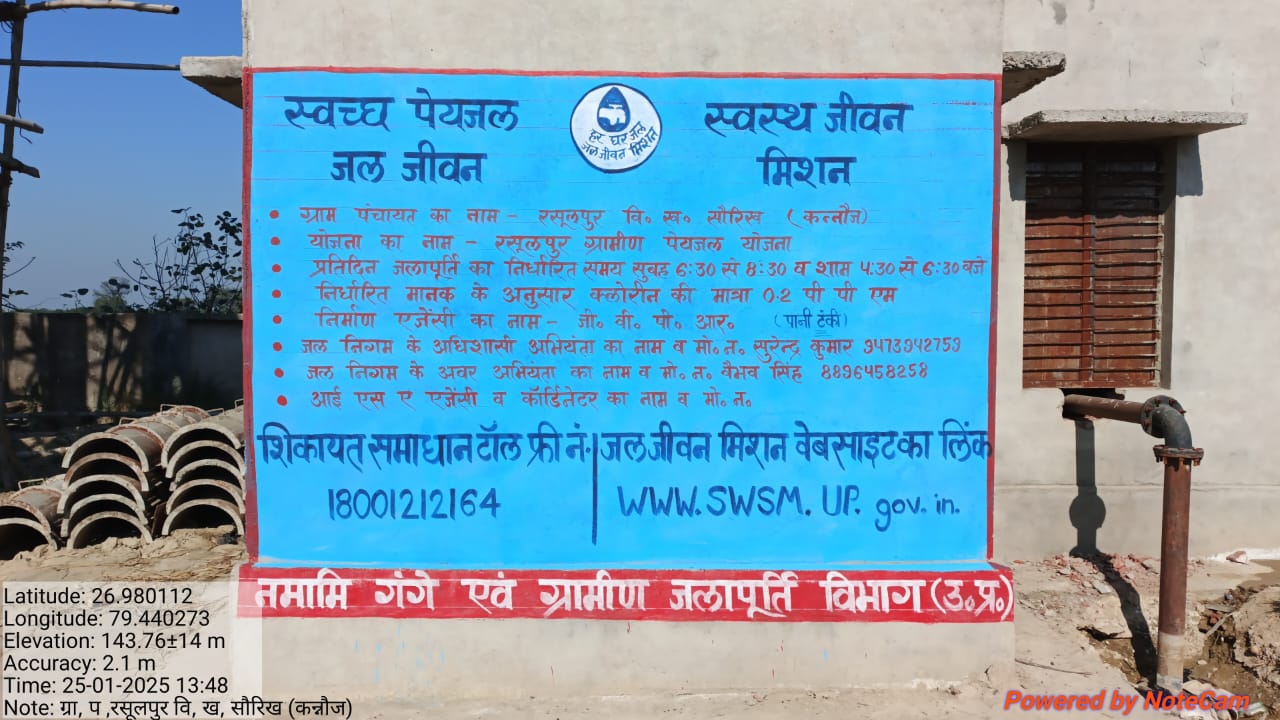 स्वच्छ पेयजल
जल जीवन
हर घर जल
जल जीवन मिशन
स्वस्थ जीवन
मिशन
• ग्राम पंचायत का नाम - रसूलपुर वि० ख० सौरिख (कन्नौज)
• योजना का नाम - रसूलपुर ग्रामीण पेयजल योजना
• प्रतिदिन जलापूर्ति का निर्धारित समय सुबह 6:30 से 8:30 व शाम 4:30 से 6:30 बजे
• निर्धारित मानक के अनुसार क्लोरीन की मात्रा 0.2 पी पी एम
• निर्माण एजेंसी का नाम - जी० वी० पी० आर० (पानी टंकी)
• जल निगम के अधिशासी अभियंता का नाम व मो० न० सुरेन्द्र कुमार 9473942759
• जल निगम के अवर अभियंता का नाम व मो० न० वैभव सिंह 8896458258
• आई एस ए एजेंसी व कॉर्डिनेटर का नाम व मो० न०
शिकायत समाधान टॉल फ्री नं०
18001212164
जल जीवन मिशन वेबसाइट का लिंक
WWW.SWSM.UP.gov.in.
नमामि गंगे एवं ग्रामीण जलापूर्ति विभाग (उ०प्र०)
Latitude: 26.980112
Longitude: 79.440273
Elevation: 143.76±14 m
Accuracy: 2.1 m
Time: 25-01-2025 13:48
Note: ग्रा, प ,रसूलपुर वि, ख, सौरिख (कन्नौज)
Powered by NoteCam